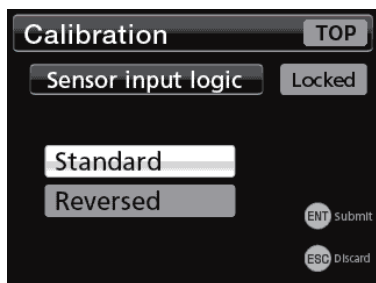 Calibration TOP
Sensor input logic Locked
Standard
Reversed
ENT Submit
ESC Discard